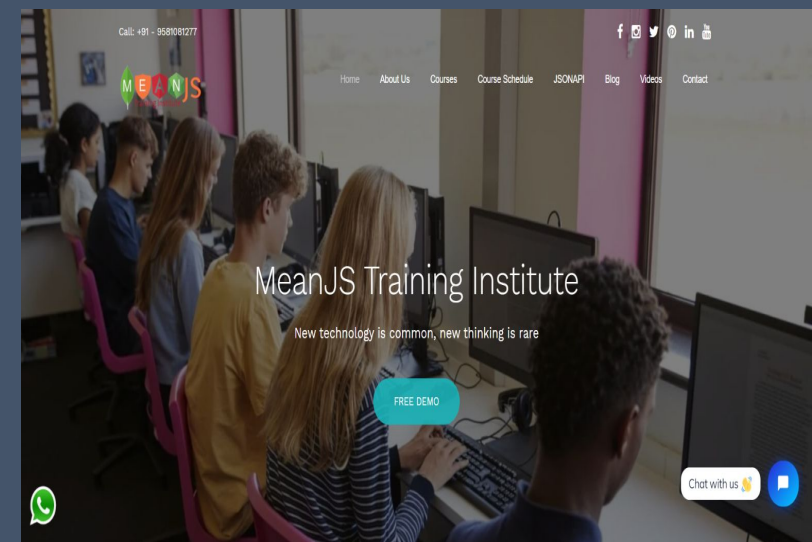 Call: +91 - 9581081277
MEANJS
Home About Us Courses Course Schedule JSONAPI Blog Videos Contact
MeanJS Training Institute
New technology is common, new thinking is rare
FREE DEMO
Chat with us 👋